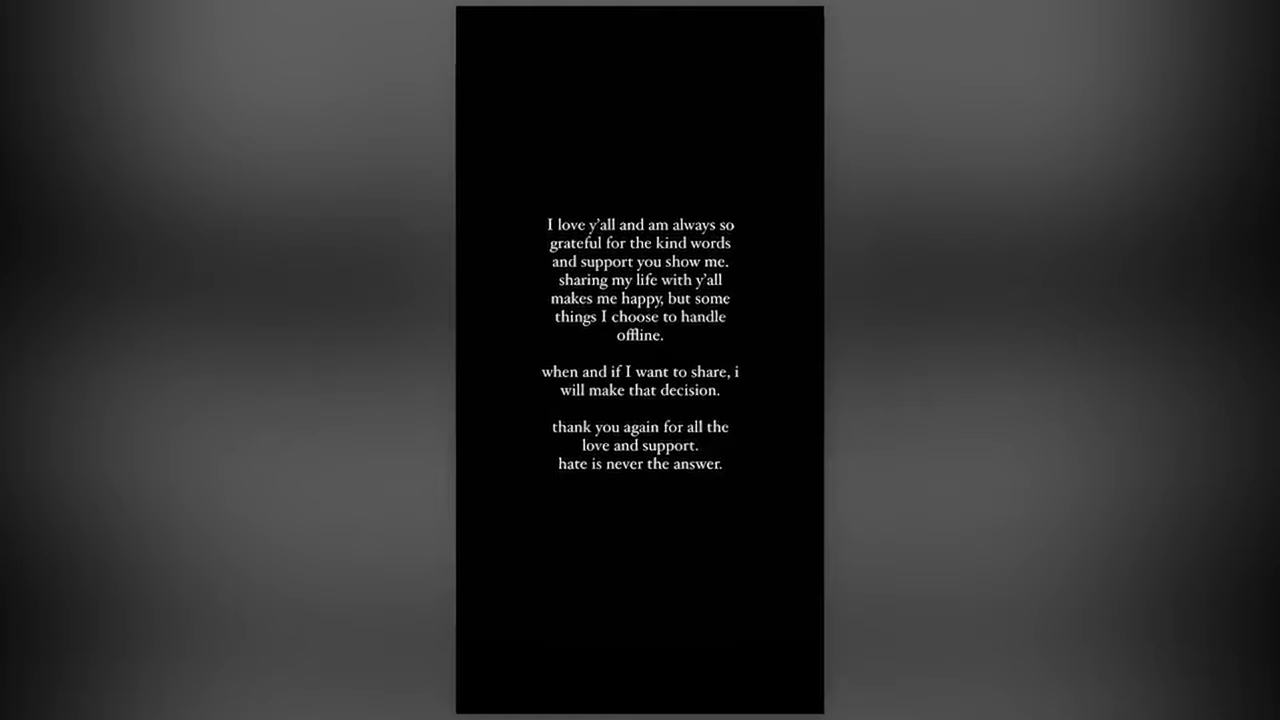 I love y’all and am always so
grateful for the kind words
and support you show me.
sharing my life with y’all
makes me happy, but some
things I choose to handle
offline.
when and if I want to share, i
will make that decision.
thank you again for all the
love and support.
hate is never the answer.